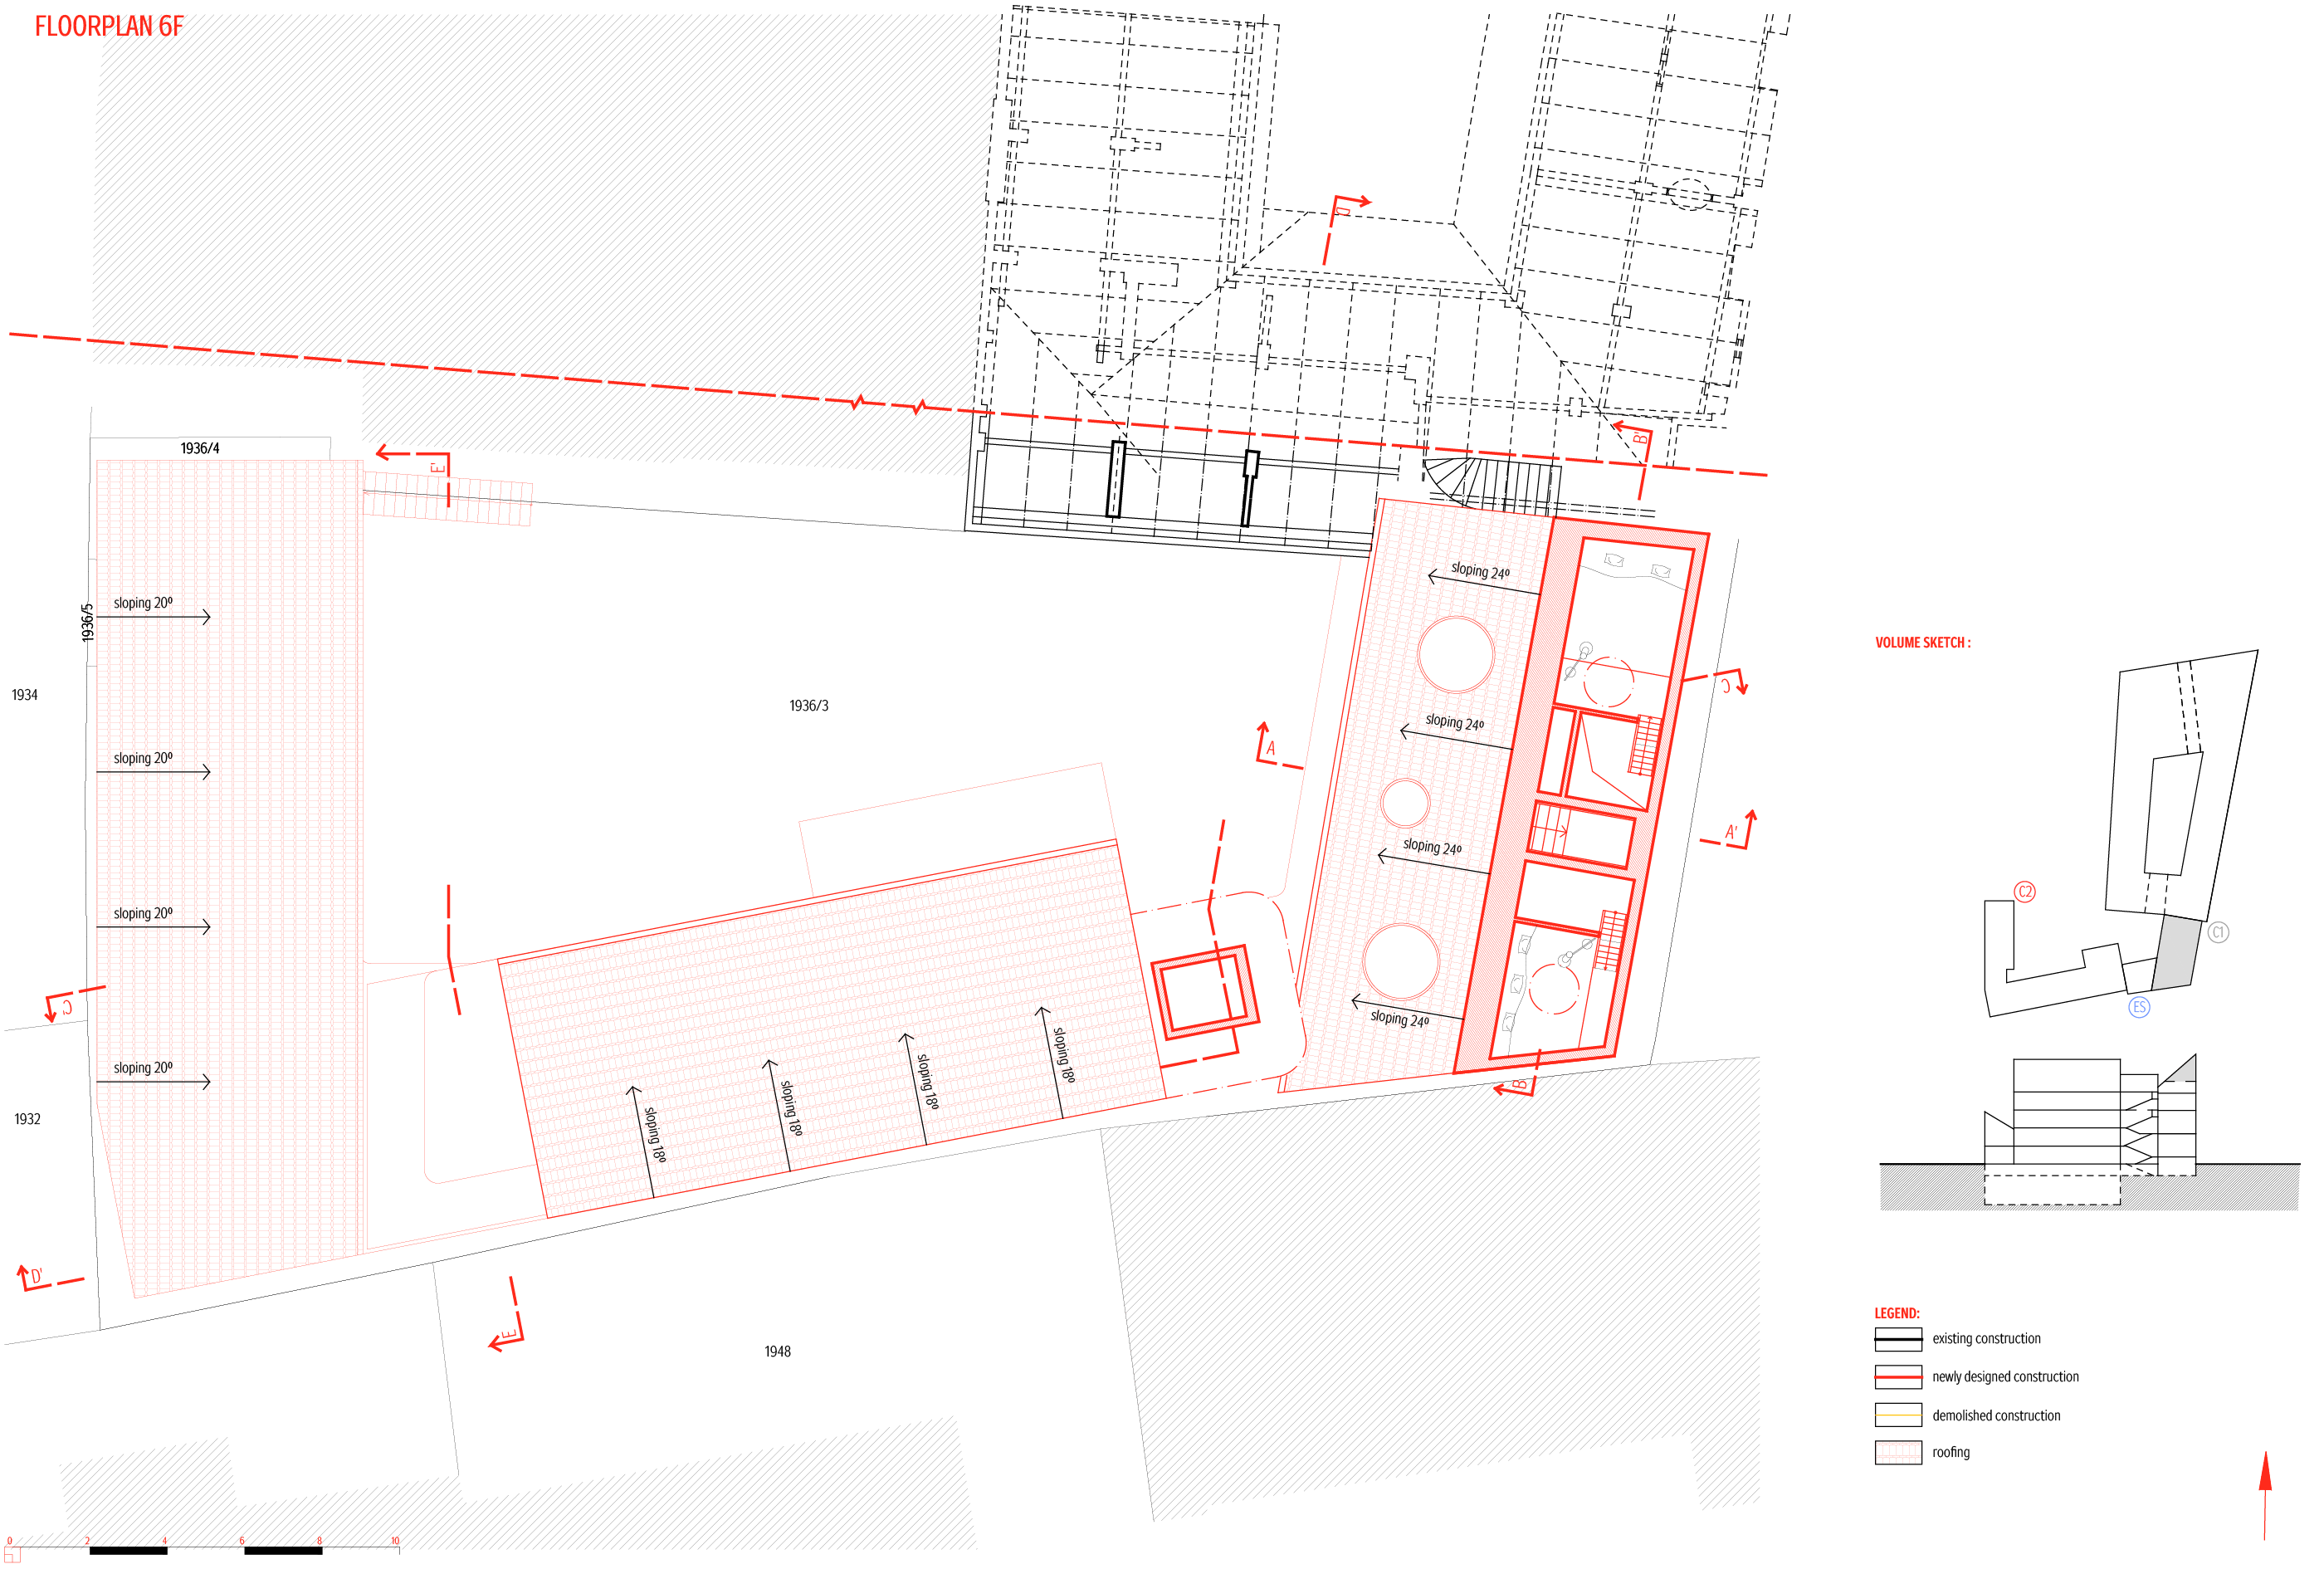 FLOORPLAN 6F
D
1936/4
E'
B'
sloping 24º
sloping 20º
1936/5
VOLUME SKETCH :
1934
C
1936/3
sloping 24º
A
sloping 20º
A'
sloping 24º
C2
sloping 20º
C1
C'
ES
sloping 24º
sloping 18º
sloping 18º
sloping 18º
sloping 18º
sloping 20º
B
1932
D'
E
1948
LEGEND:
existing construction
newly designed construction
demolished construction
roofing
0 2 4 6 8 10